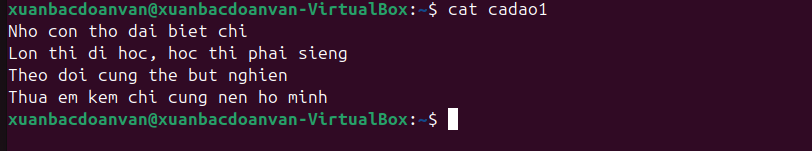 xuanbacdoanvan@xuanbacdoanvan-VirtualBox:~$ cat cadao1
Nho con tho dai biet chi
Lon thi di hoc, hoc thi phai sieng
Theo doi cung the but nghien
Thua em kem chi cung nen ho minh
xuanbacdoanvan@xuanbacdoanvan-VirtualBox:~$